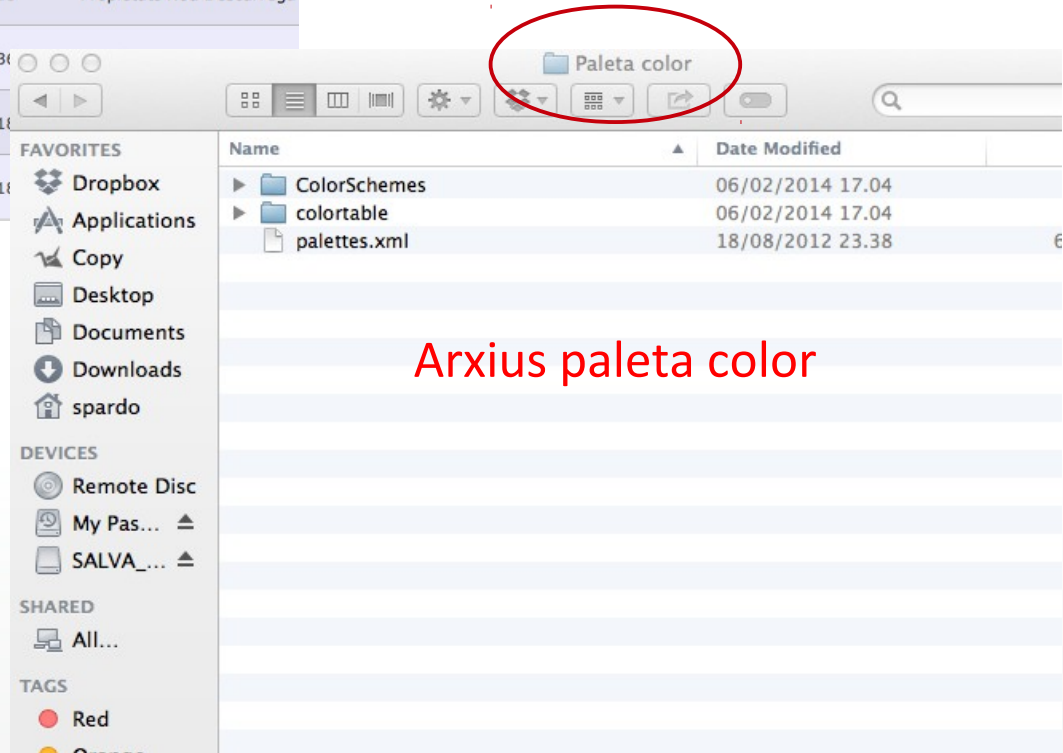 Paleta color
FAVORITES
Dropbox
Applications
Copy
Desktop
Documents
Downloads
spardo
DEVICES
Remote Disc
My Pas...
SALVA_...
SHARED
All...
TAGS
Red
Orange
Name Date Modified
ColorSchemes 06/02/2014 17.04
colortable 06/02/2014 17.04
palettes.xml 18/08/2012 23.38 6
Arxius paleta color